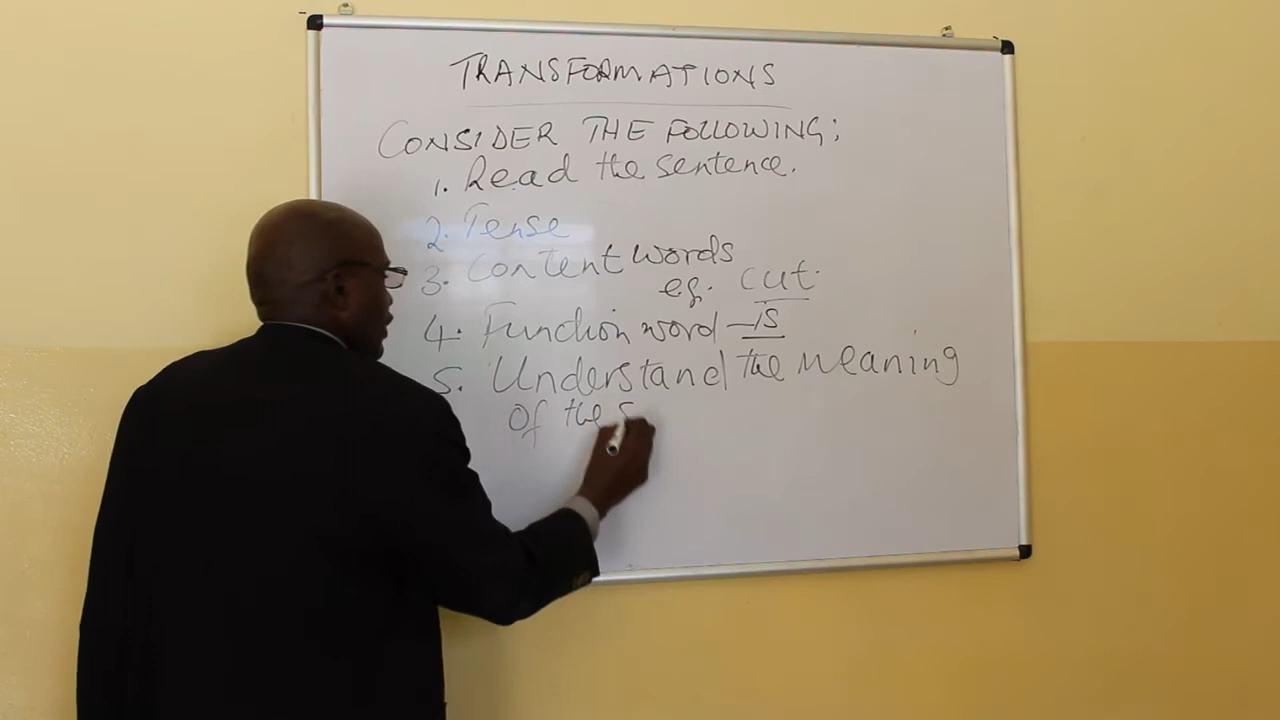 TRANSFORMATIONS
CONSIDER THE FOLLOWING;
1. Read the sentence.
2. Tense
3. Content words
eg. cut.
4. Function word - is
5. Understand the meaning
of the s